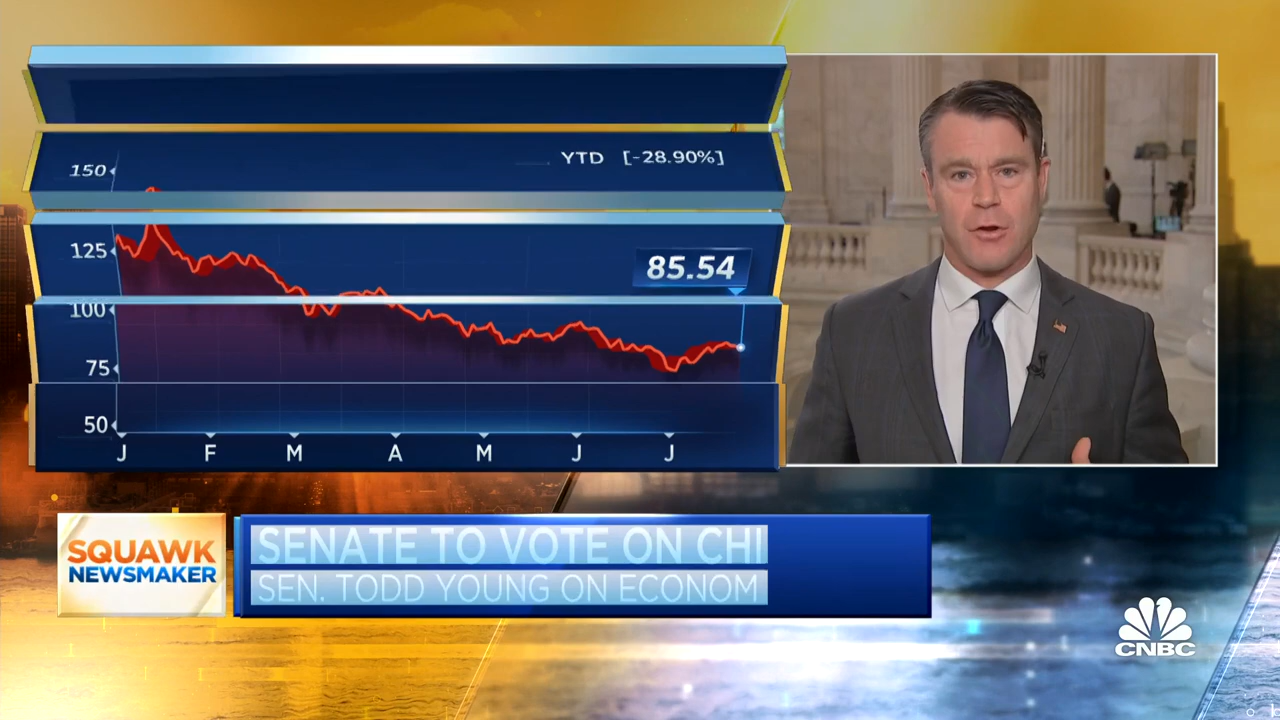 YTD [-28.90%]
150
125
100
75
50
85.54
J F M A M J J
SQUAWK
NEWSMAKER
SENATE TO VOTE ON CHI
SEN. TODD YOUNG ON ECONOM
CNBC